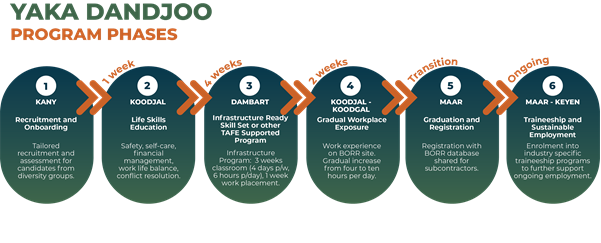 YAKA DANDJOO
PROGRAM PHASES
1
KANY
Recruitment and
Onboarding
Tailored
recruitment and
assessment for
candidates from
diversity groups.
1 week
2
KOODJAL
Life Skills
Education
Safety, self-care,
financial
management,
work life balance,
conflict resolution.
4 weeks
3
DAMBART
Infrastructure Ready
Skill Set or other
TAFE Supported
Program
Infrastructure
Program: 3 weeks
classroom (4 days p/w,
6 hours p/day), 1 week
work placement.
2 weeks
4
KOODJAL -
KOODGAL
Gradual Workplace
Exposure
Work experience
on BORR site.
Gradual increase
from four to ten
hours per day.
Transition
5
MAAR
Graduation and
Registration
Registration with
BORR database
shared for
subcontractors.
Ongoing
6
MAAR - KEYEN
Traineeship and
Sustainable
Employment
Enrolment into
industry specific
traineeship programs
to further support
ongoing employment.